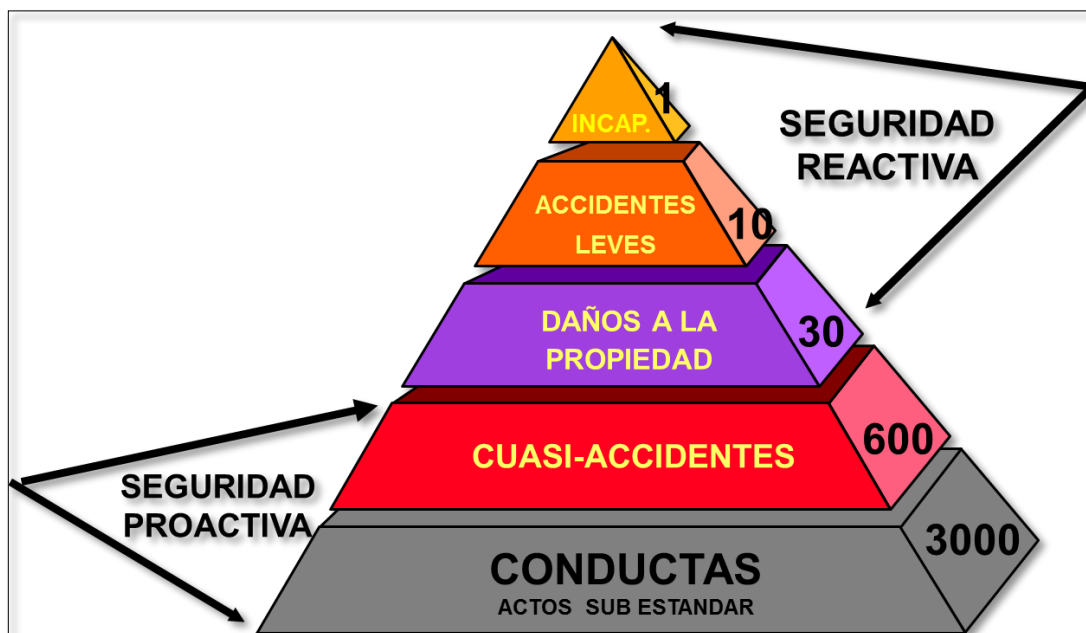 1
INCAP.
SEGURIDAD
REACTIVA
ACCIDENTES
LEVES
10
DAÑOS A LA
PROPIEDAD
30
CUASI-ACCIDENTES
600
SEGURIDAD
PROACTIVA
3000
CONDUCTAS
ACTOS SUB ESTANDAR